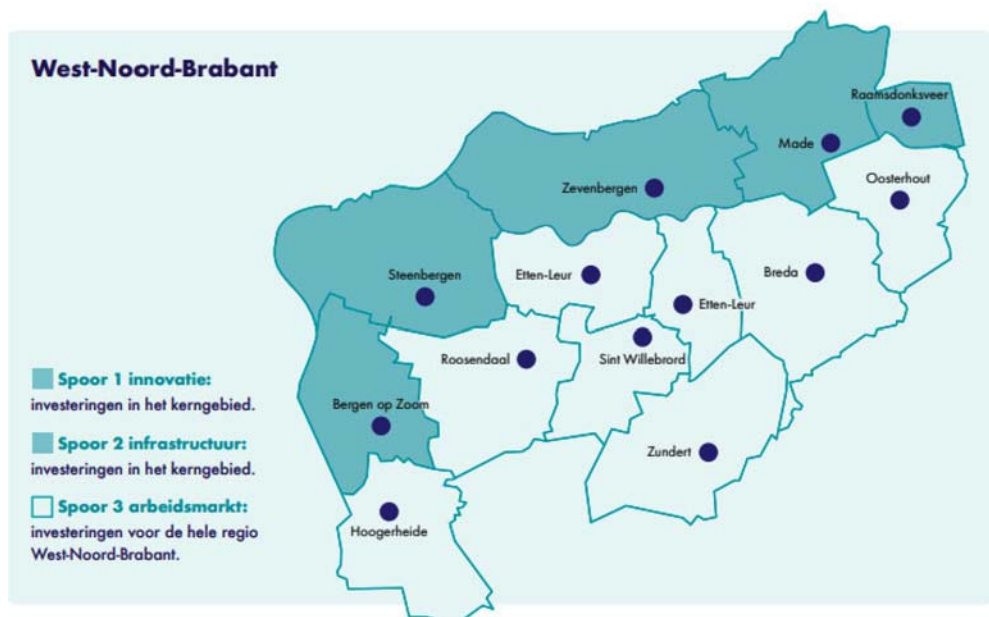 West-Noord-Brabant
Raamsdonksveer
Made
Oosterhout
Zevenbergen
Steenbergen
Etten-Leur
Breda
Etten-Leur
Roosendaal
Sint Willebrord
Bergen op Zoom
Zundert
Hoogerheide
Spoor 1 innovatie:
investeringen in het kerngebied.
Spoor 2 infrastructuur:
investeringen in het kerngebied.
Spoor 3 arbeidsmarkt:
investeringen voor de hele regio
West-Noord-Brabant.